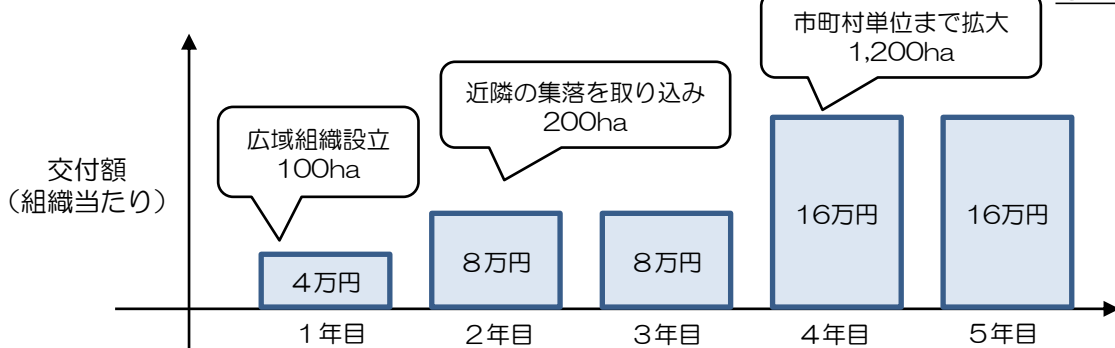 市町村単位まで拡大
1,200ha
近隣の集落を取り込み
200ha
広域組織設立
100ha
交付額
（組織当たり）
４万円
８万円
８万円
16万円
16万円
１年目
２年目
３年目
４年目
５年目